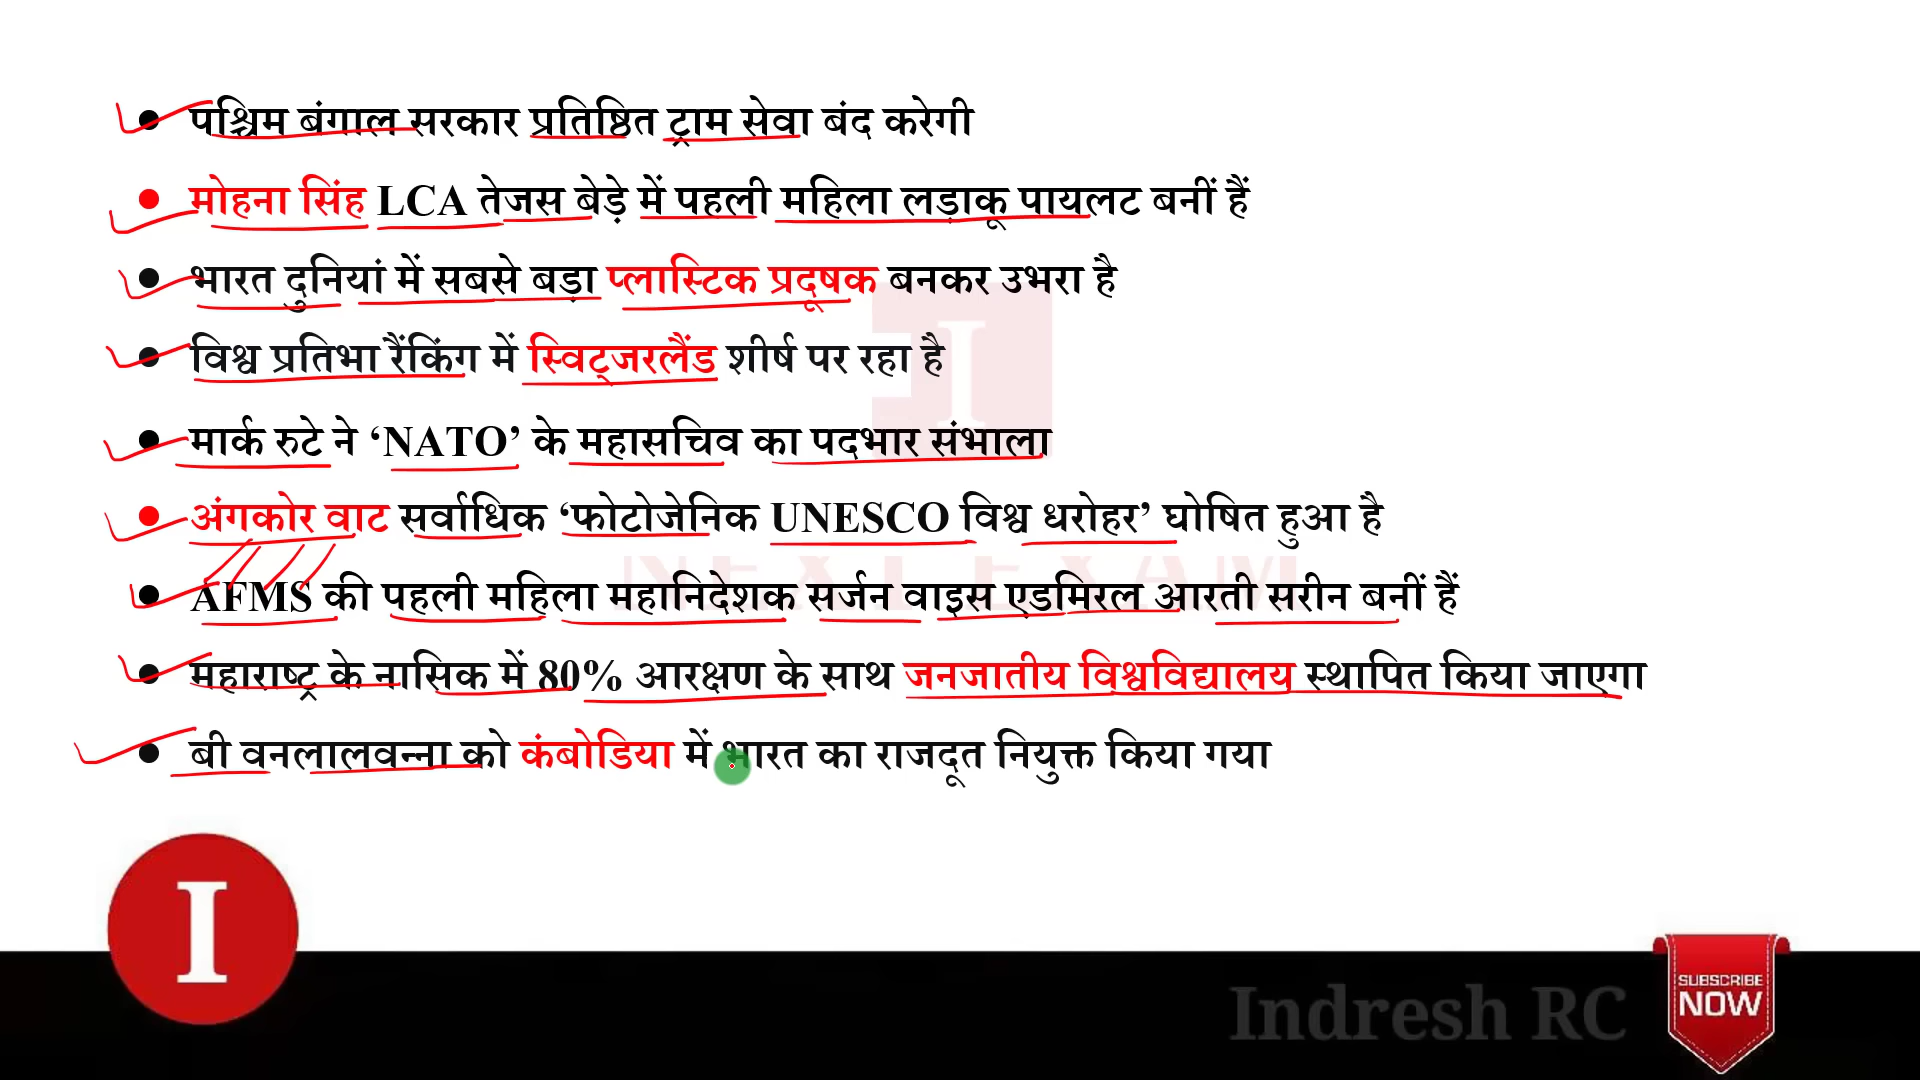 • पश्चिम बंगाल सरकार प्रतिष्ठित ट्राम सेवा बंद करेगी
• मोहना सिंह LCA तेजस बेड़े में पहली महिला लड़ाकू पायलट बनीं हैं
• भारत दुनियां में सबसे बड़ा प्लास्टिक प्रदूषक बनकर उभरा है
• विश्व प्रतिभा रैंकिंग में स्विट्जरलैंड शीर्ष पर रहा है
• मार्क रुटे ने ‘NATO’ के महासचिव का पदभार संभाला
• अंगकोर वाट सर्वाधिक ‘फोटोजेनिक UNESCO विश्व धरोहर’ घोषित हुआ है
• AFMS की पहली महिला महानिदेशक सर्जन वाइस एडमिरल आरती सरीन बनीं हैं
• महाराष्ट्र के नासिक में 80% आरक्षण के साथ जनजातीय विश्वविद्यालय स्थापित किया जाएगा
• बी वनलालवन्ना को कंबोडिया में भारत का राजदूत नियुक्त किया गया
I
NEXT EXAM
I
Indresh RC
SUBSCRIBE
NOW